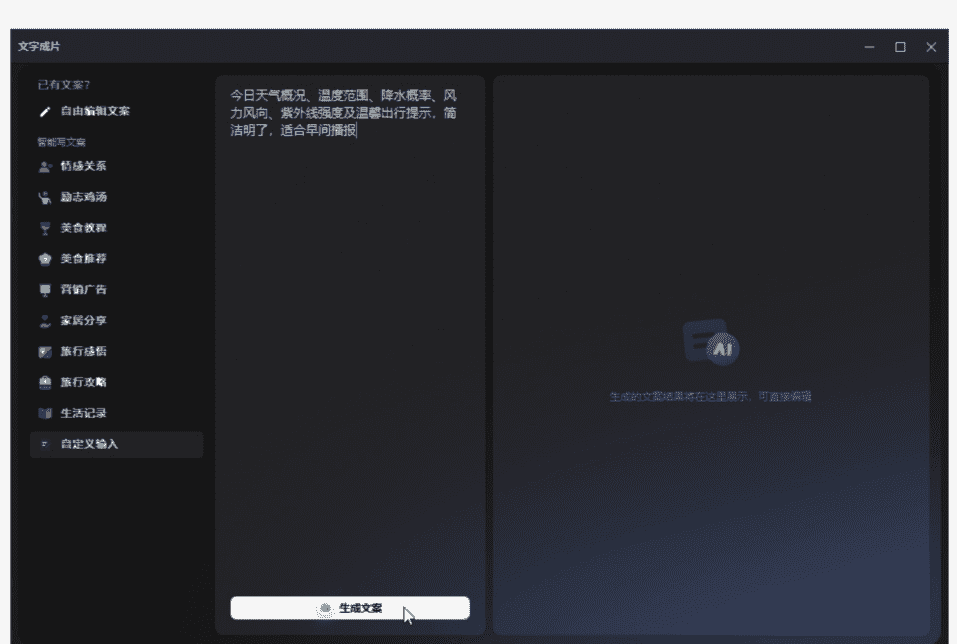 文字成片
已有文案？
自由编辑文案
智能写文案
情感关系
励志鸡汤
美食教程
美食推荐
营销广告
家居分享
旅行感悟
旅行攻略
生活记录
自定义输入
今日天气概况、温度范围、降水概率、风
力风向、紫外线强度及温馨出行提示，简
洁明了，适合早间播报
生成文案
AI
生成的文案结果将在这里展示，可直接编辑